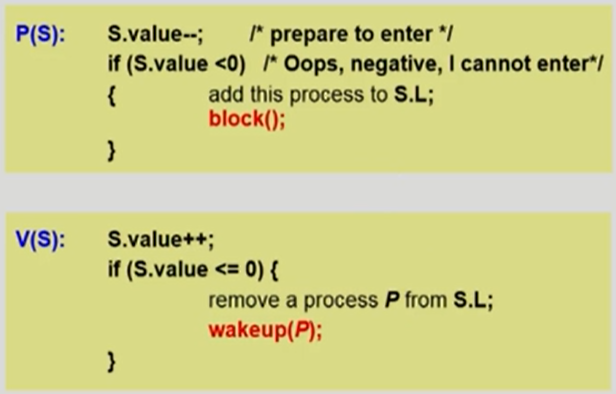 P(S): S.value--; /* prepare to enter */
if (S.value <0) /* Oops, negative, I cannot enter*/
{ add this process to S.L;
block();
}
V(S): S.value++;
if (S.value <= 0) {
remove a process P from S.L;
wakeup(P);
}